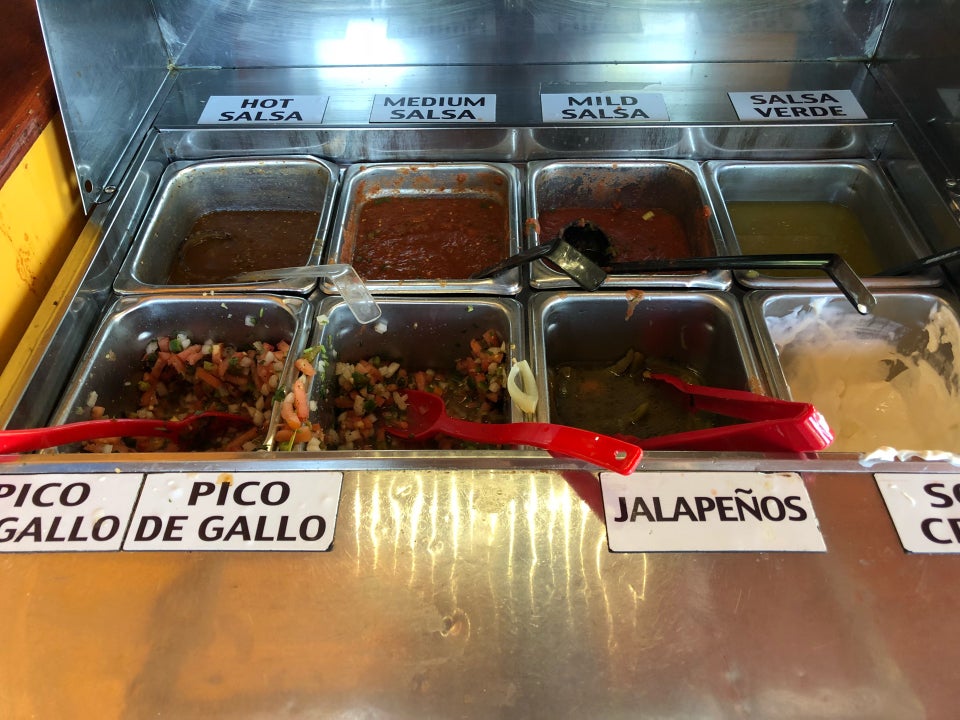 HOT
SALSA
MEDIUM
SALSA
MILD
SALSA
SALSA
VERDE
PICO
GALLO
PICO
DE GALLO
JALAPEÑOS